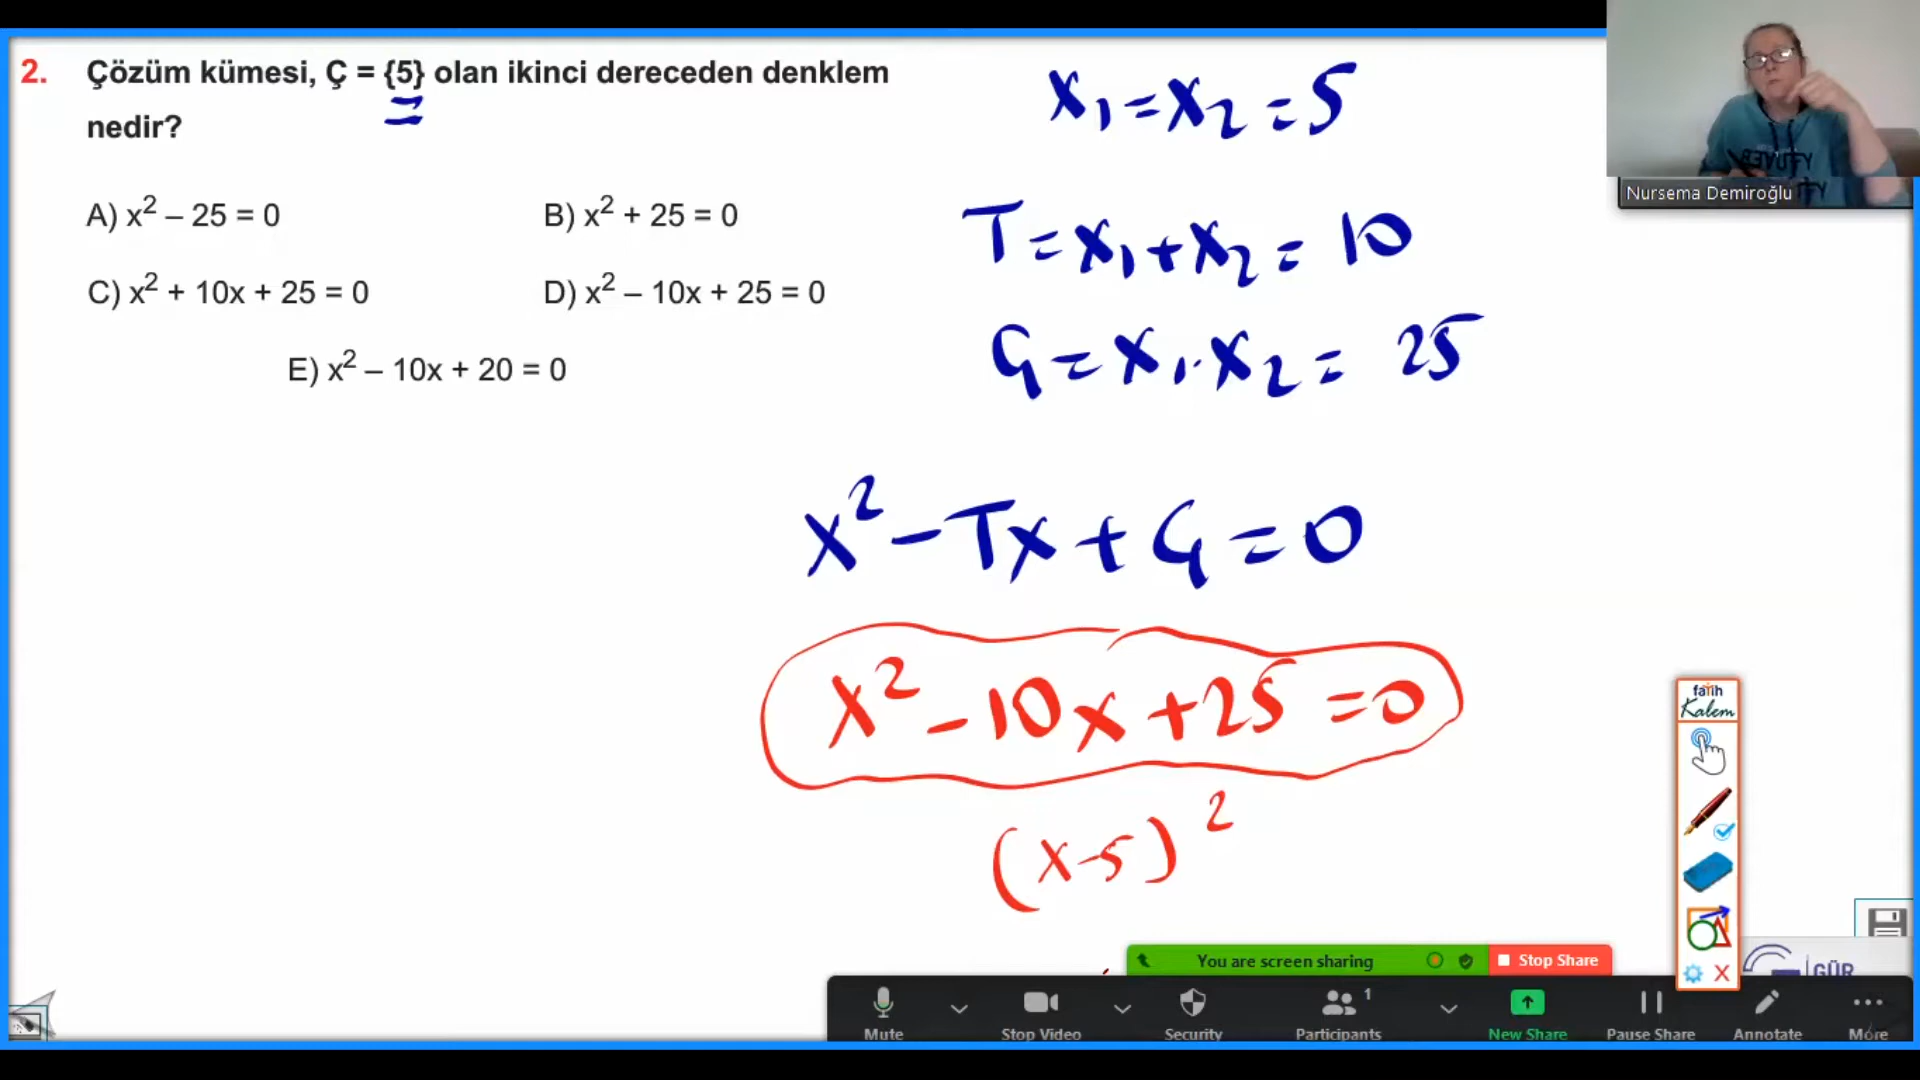 2. Çözüm kümesi, Ç = {5} olan ikinci dereceden denklem
nedir?
A) x² – 25 = 0
B) x² + 25 = 0
C) x² + 10x + 25 = 0
D) x² – 10x + 25 = 0
E) x² – 10x + 20 = 0
x₁=x₂=5
T=x₁+x₂= 10
Ç=x₁.x₂= 25
x²-Tx+Ç=0
x²-10x+25=0
(x-5)²
Nursema Demiroğlu
fatih
Kalem
X
GÜR
You are screen sharing
Stop Share
Mute
Stop Video
Security
1
Participants
New Share
Pause Share
Annotate
More